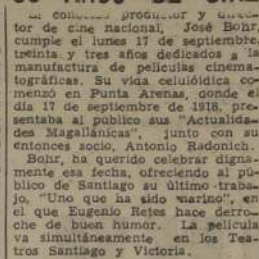 El conocido productor y direc-
tor de cine nacional, José Bohr,
cumple el lunes 17 de septiembre,
treinta y tres años dedicados a la
manufactura de películas cinema-
tográficas. Su vida celulóidica co-
menzó en Punta Arenas, donde el
día 17 de septiembre de 1918, pre-
sentaba al público sus "Actualida-
des Magallánicas", junto con su
entonces socio, Antonio Radonich.
Bohr, ha querido celebrar digna-
mente esa fecha, ofreciendo al pú-
blico de Santiago su último traba-
jo, "Uno que ha sido marino", en
el que Eugenio Retes hace derro-
che de buen humor. La película
va simultáneamente en los Tea-
tros Santiago y Victoria.